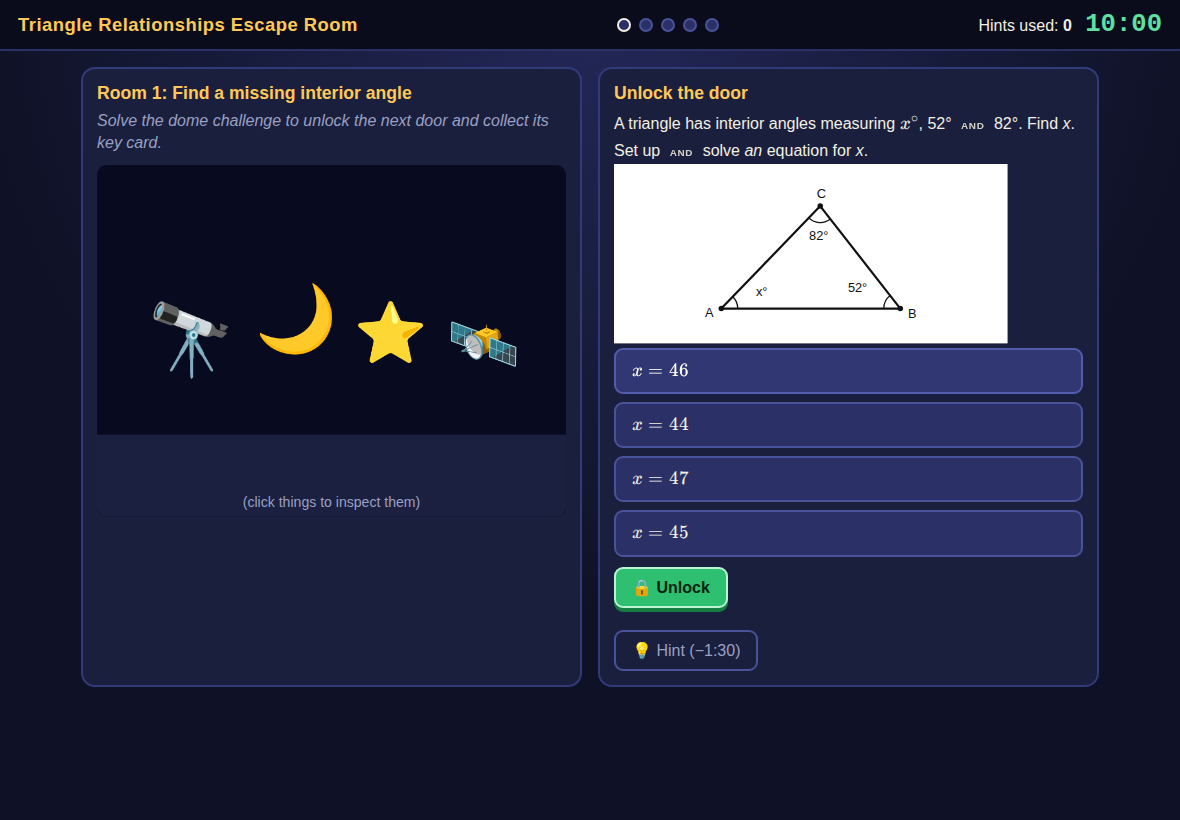 Triangle Relationships Escape Room
Hints used: 0 10:00
Room 1: Find a missing interior angle
Solve the dome challenge to unlock the next door and collect its
key card.
(click things to inspect them)
Unlock the door
A triangle has interior angles measuring x°, 52° AND 82°. Find x.
Set up AND solve an equation for x.
C
82°
x°
52°
A
B
x = 46
x = 44
x = 47
x = 45
🔒 Unlock
💡 Hint (−1:30)